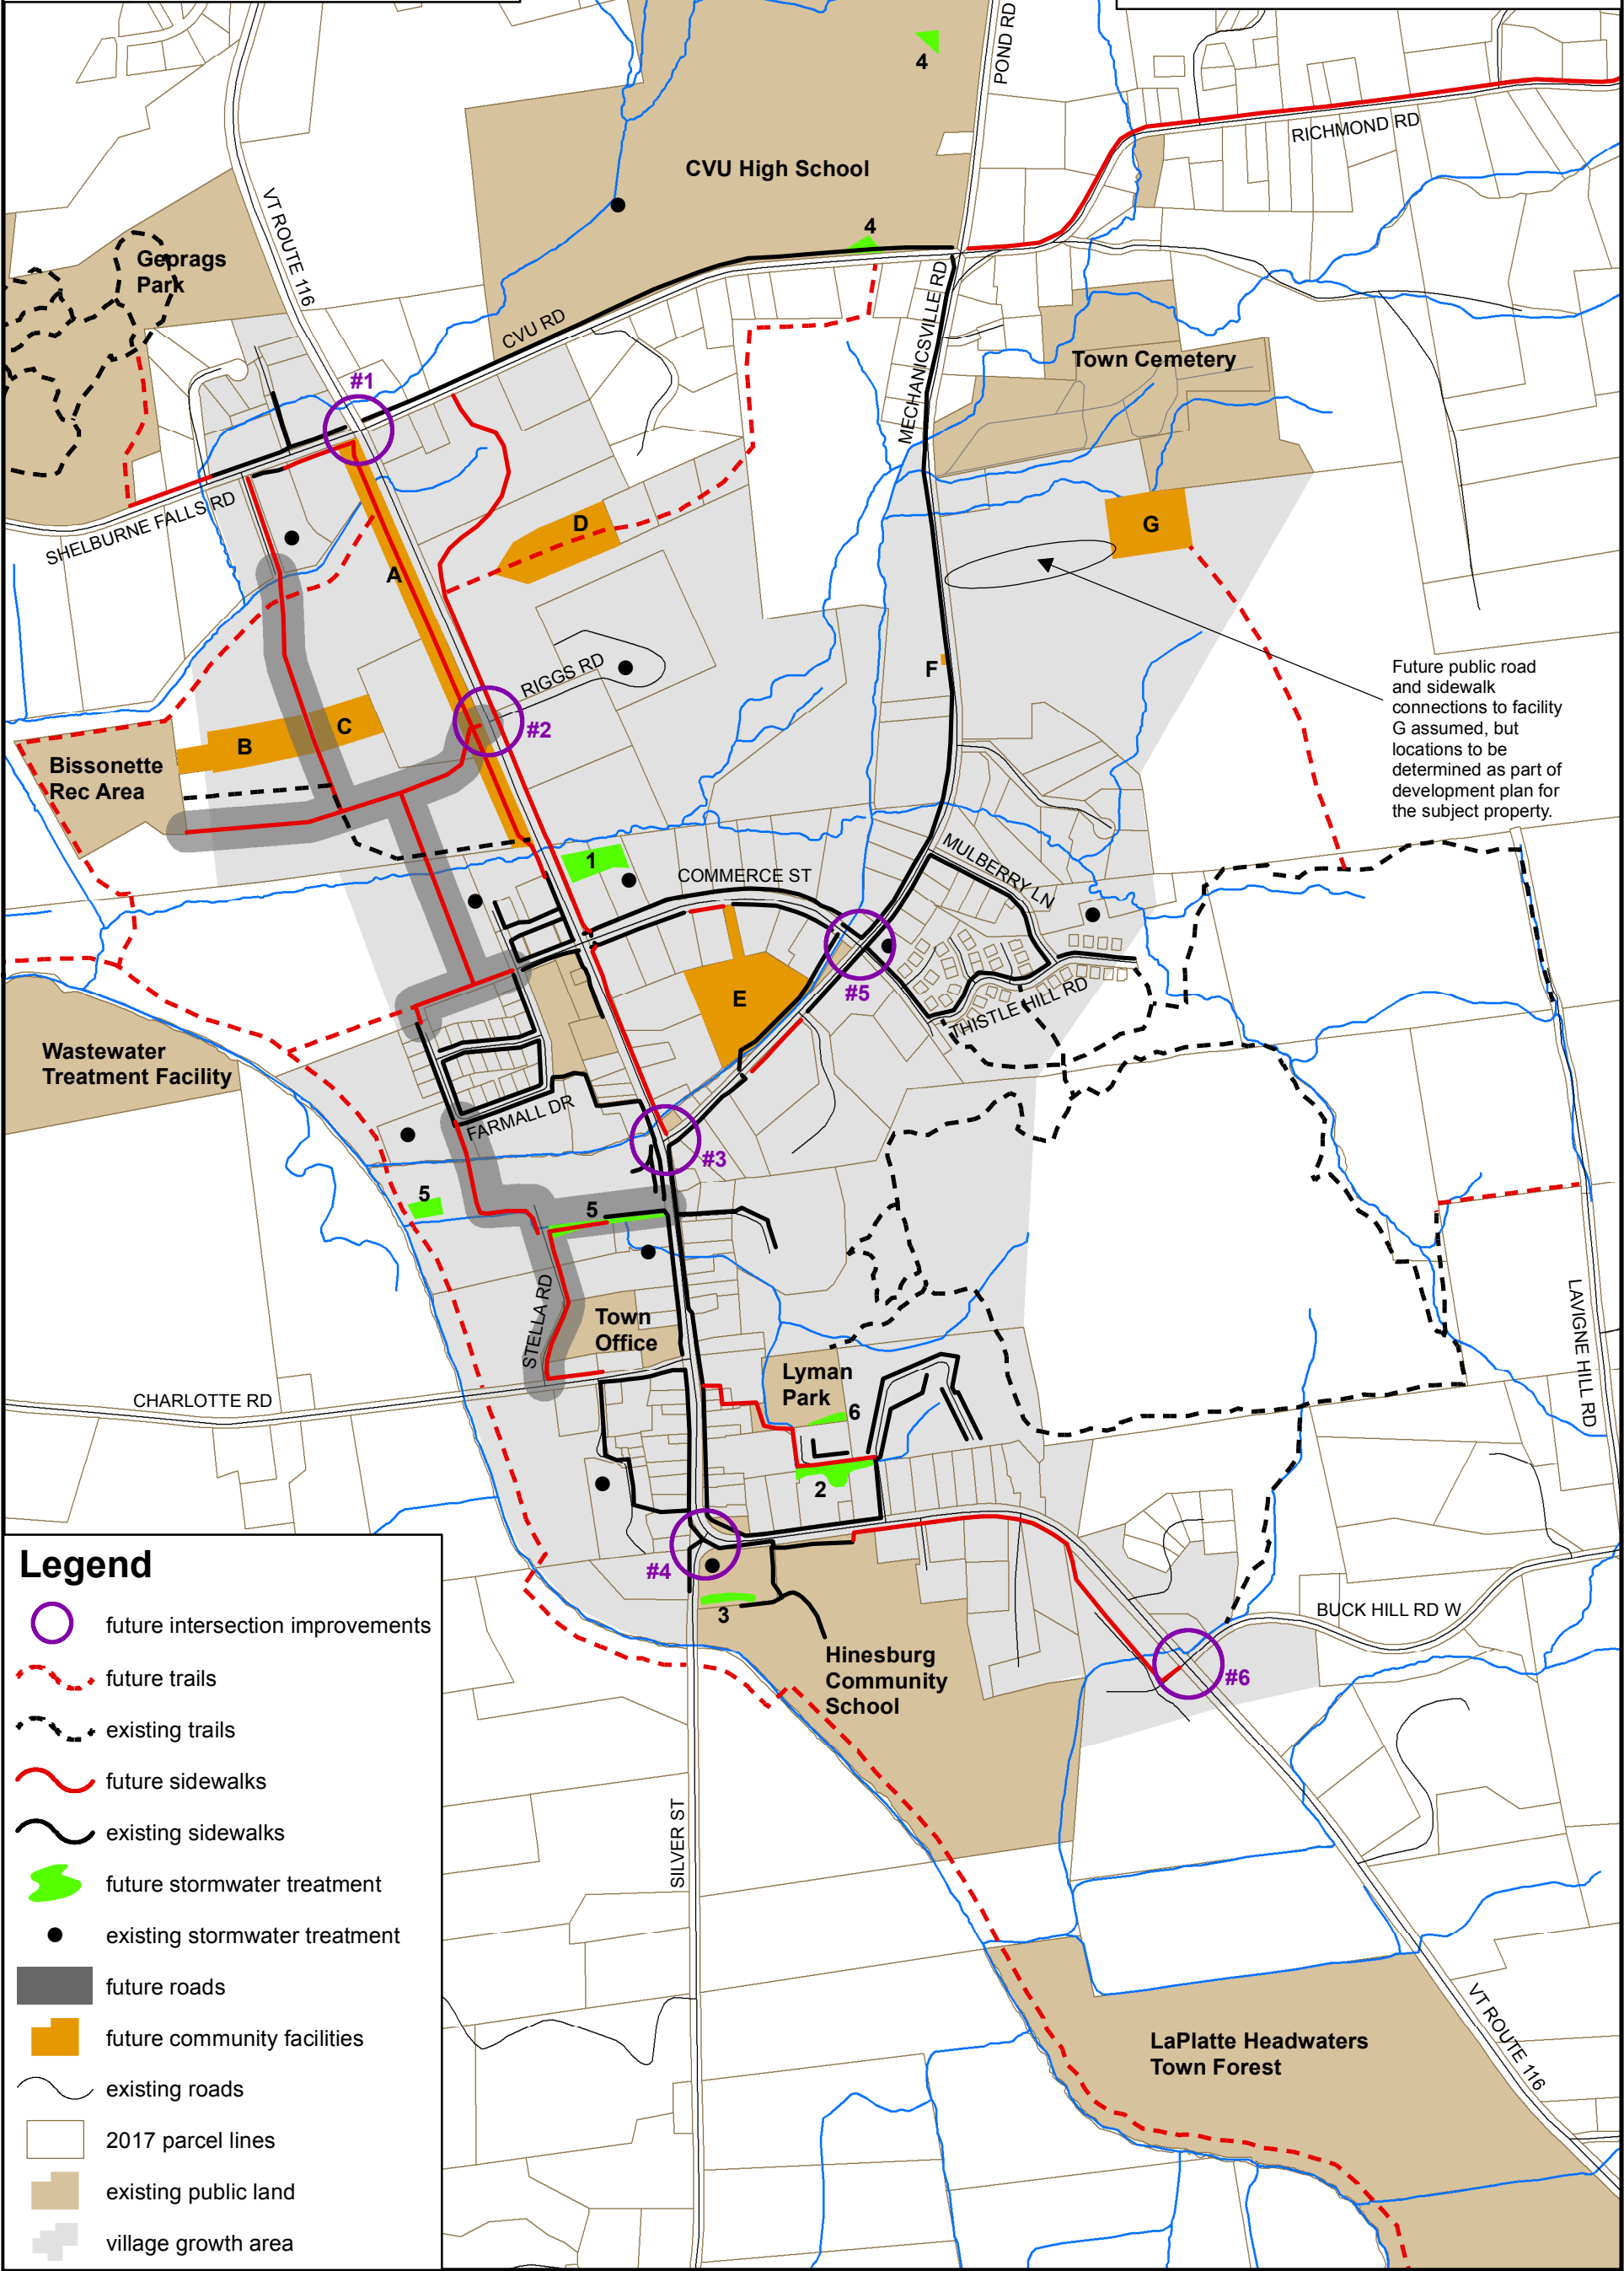 POND RD
4
RICHMOND RD
CVU High School
VT ROUTE 116
4
Geprags
Park
MECHANICSVILLE RD
CVU RD
Town Cemetery
#1
SHELBURNE FALLS RD
D
G
A
Future public road
and sidewalk
connections to facility
G assumed, but
locations to be
determined as part of
development plan for
the subject property.
F
RIGGS RD
#2
C
B
Bissonette
Rec Area
MULBERRY LN
1
COMMERCE ST
E
#5
THISTLE HILL RD
Wastewater
Treatment Facility
FARMALL DR
#3
5
5
STELLA RD
Town
Office
LAVIGNE HILL RD
Lyman
Park
CHARLOTTE RD
6
2
#4
3
BUCK HILL RD W
Hinesburg
Community
School
#6
SILVER ST
LaPlatte Headwaters
Town Forest
VT ROUTE 116
Legend
future intersection improvements
future trails
existing trails
future sidewalks
existing sidewalks
future stormwater treatment
existing stormwater treatment
future roads
future community facilities
existing roads
2017 parcel lines
existing public land
village growth area